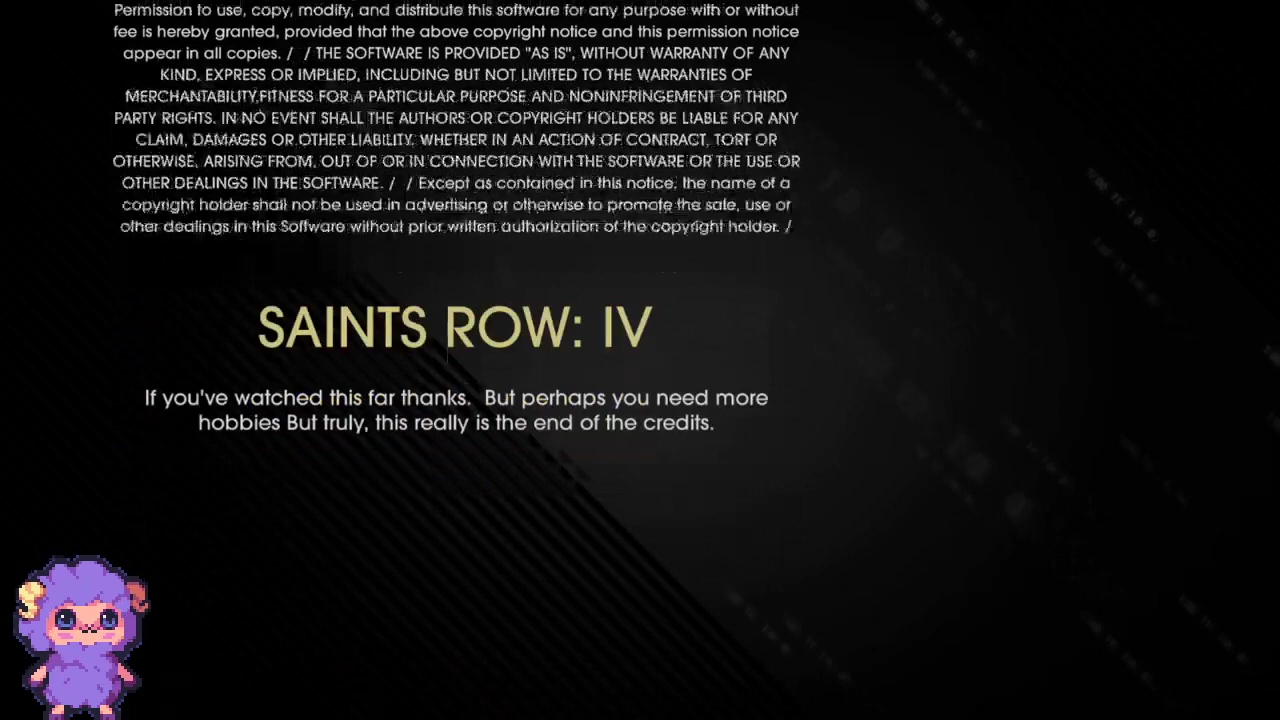 Permission to use, copy, modify, and distribute this software for any purpose with or without
fee is hereby granted, provided that the above copyright notice and this permission notice
appear in all copies. /  / THE SOFTWARE IS PROVIDED "AS IS", WITHOUT WARRANTY OF ANY
KIND, EXPRESS OR IMPLIED, INCLUDING BUT NOT LIMITED TO THE WARRANTIES OF
MERCHANTABILITY,FITNESS FOR A PARTICULAR PURPOSE AND NONINFRINGEMENT OF THIRD
PARTY RIGHTS. IN NO EVENT SHALL THE AUTHORS OR COPYRIGHT HOLDERS BE LIABLE FOR ANY
CLAIM, DAMAGES OR OTHER LIABILITY, WHETHER IN AN ACTION OF CONTRACT, TORT OR
OTHERWISE, ARISING FROM, OUT OF OR IN CONNECTION WITH THE SOFTWARE OR THE USE OR
OTHER DEALINGS IN THE SOFTWARE. /  / Except as contained in this notice, the name of a
copyright holder shall not be used in advertising or otherwise to promote the sale, use or
other dealings in this Software without prior written authorization of the copyright holder. /
SAINTS ROW: IV
If you've watched this far thanks.  But perhaps you need more
hobbies But truly, this really is the end of the credits.